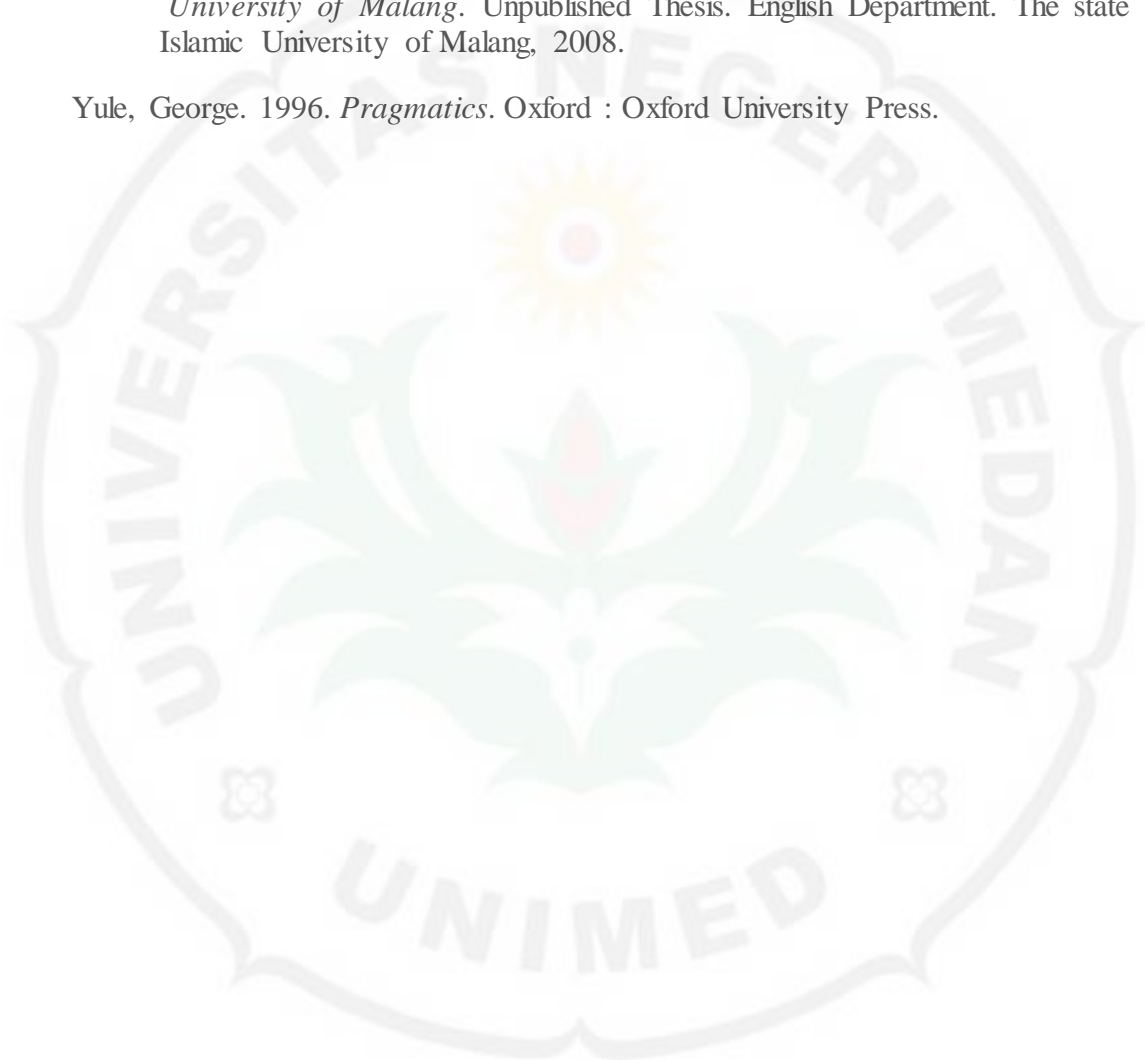 University of Malang. Unpublished Thesis. English Department. The state
Islamic University of Malang, 2008.
Yule, George. 1996. Pragmatics. Oxford : Oxford University Press.
UNIVERSITAS NEGERI MEDAN
UNIMED